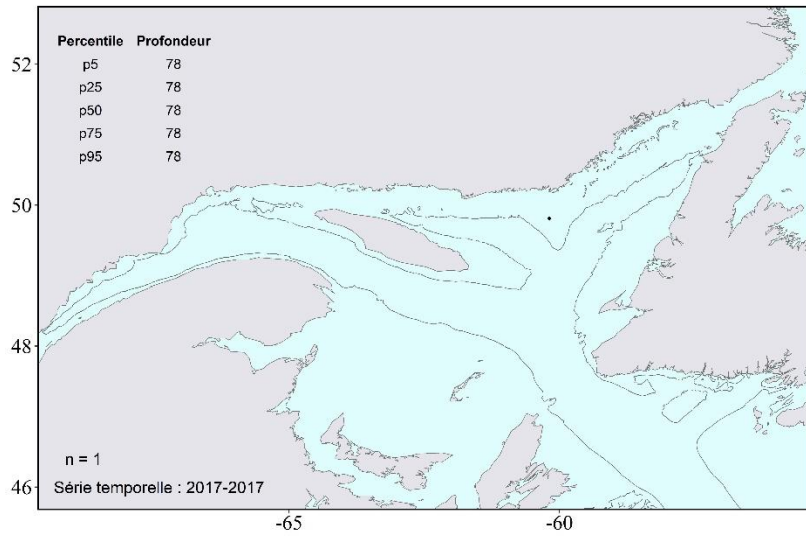 Percentile Profondeur
p5 78
p25 78
p50 78
p75 78
p95 78
52
50
48
46
n = 1
Série temporelle : 2017-2017
-65 -60